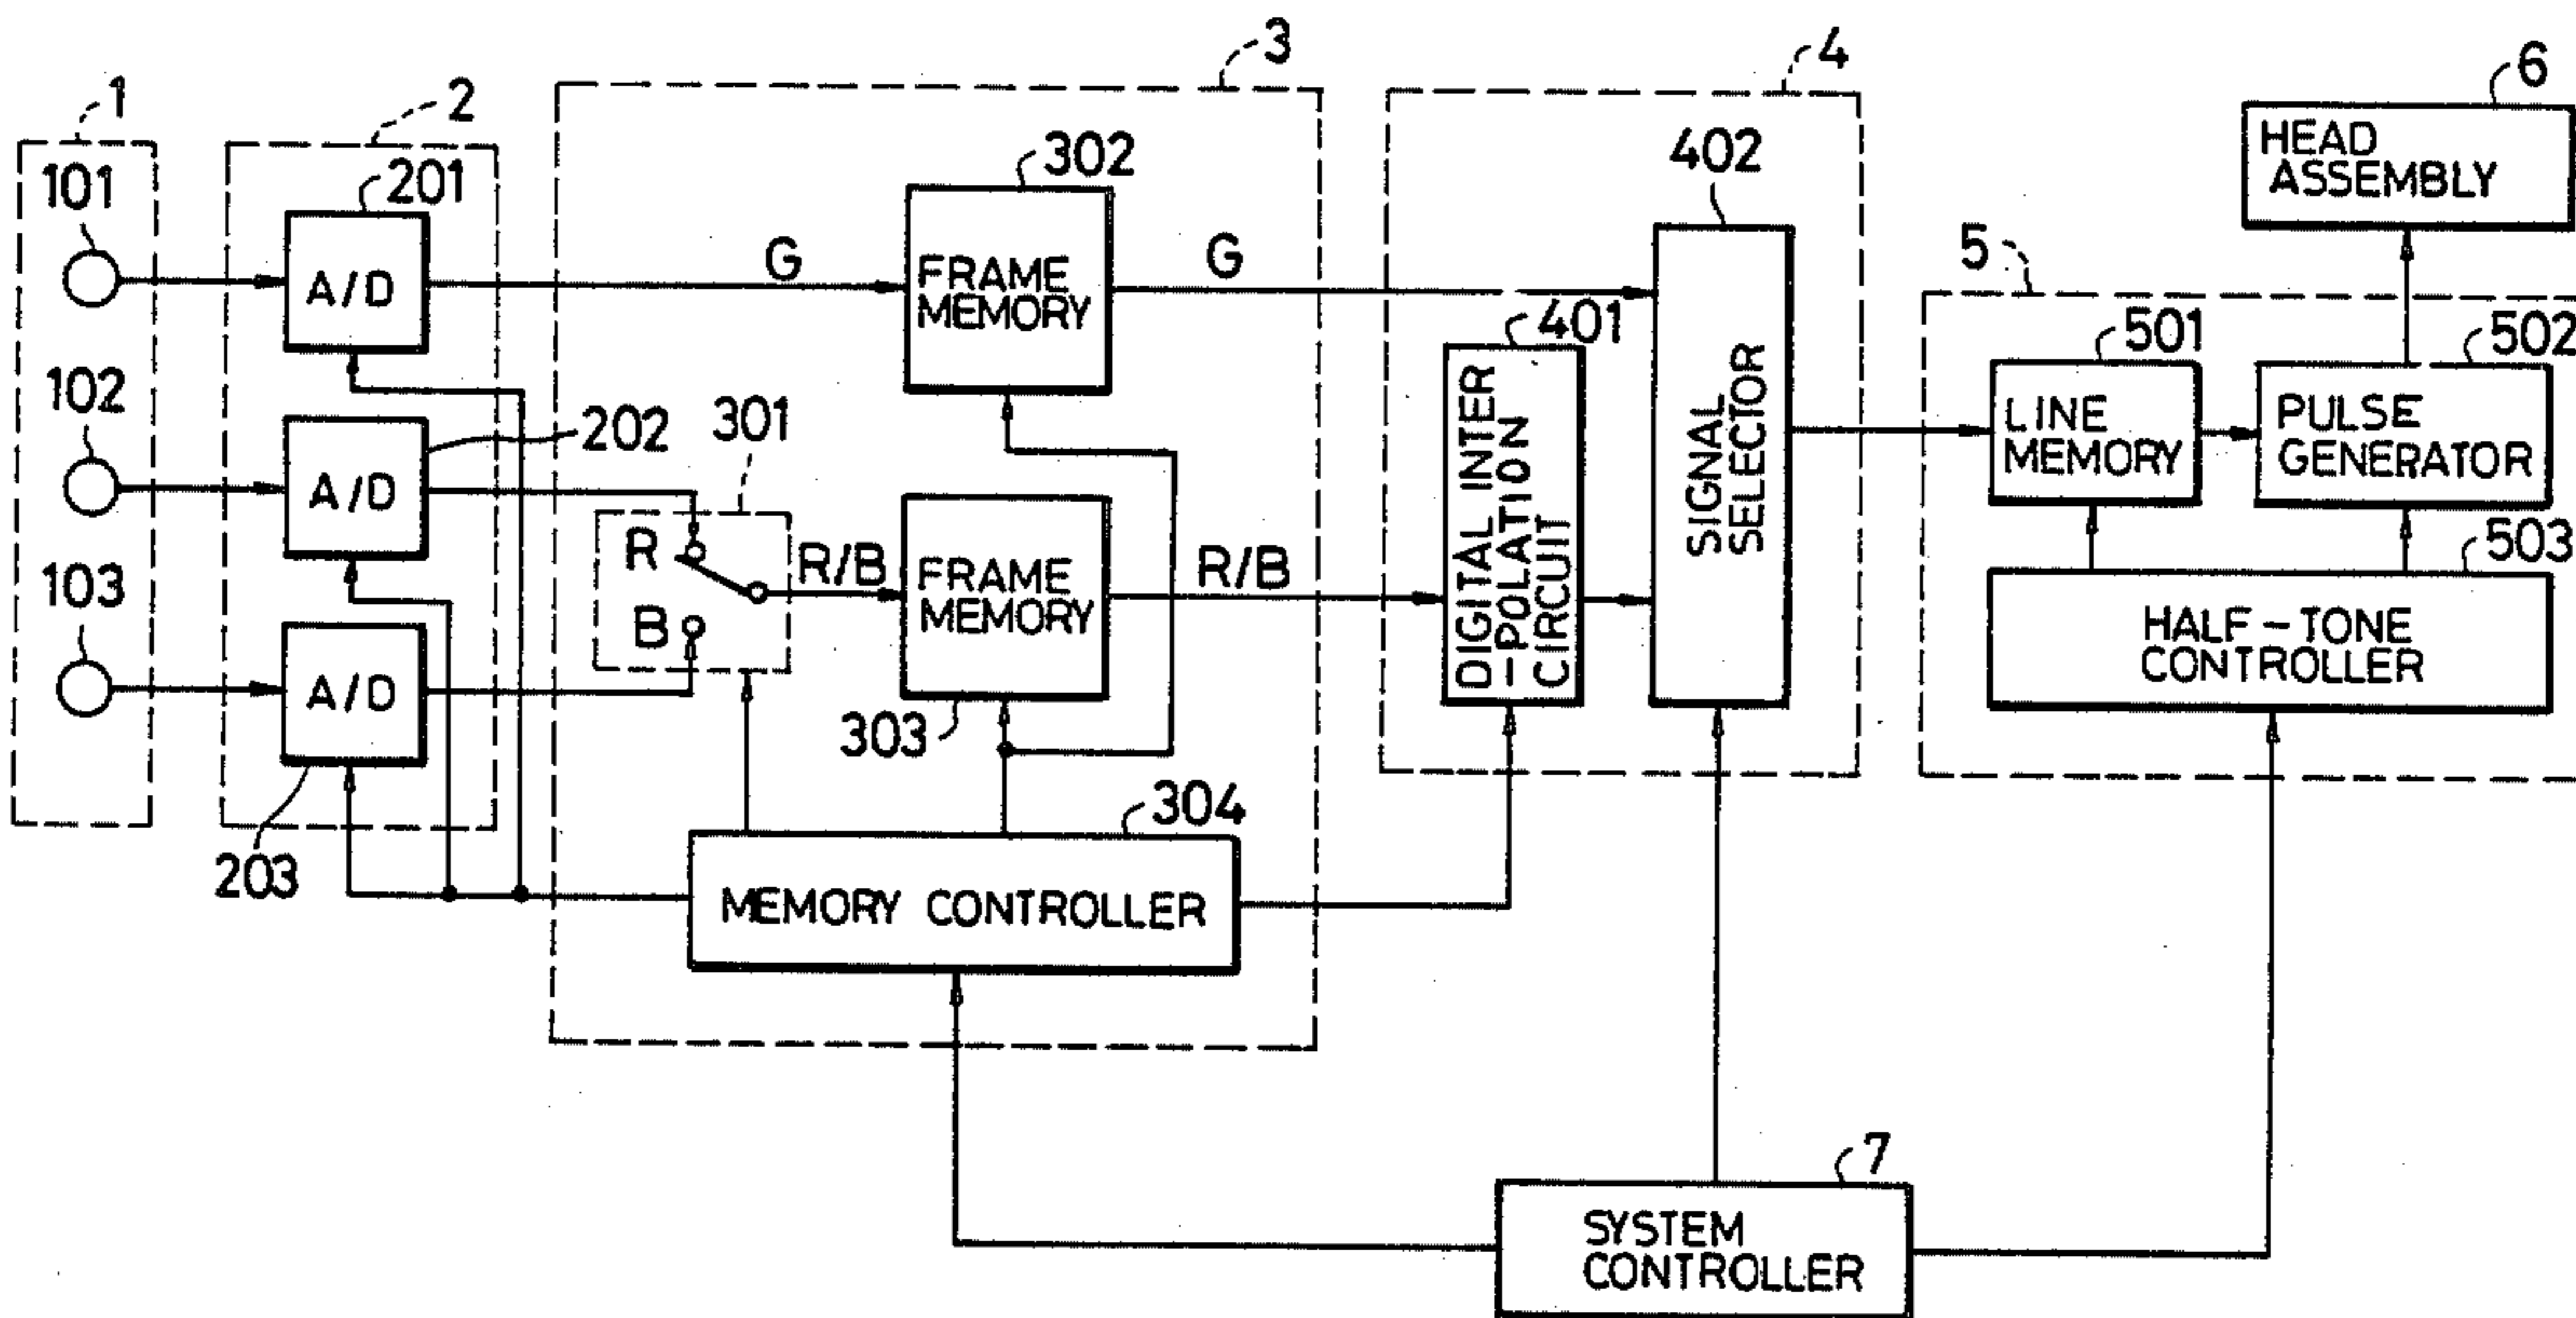 1
101
102
103
2
201
A/D
202
A/D
A/D
203
3
G
302
FRAME
MEMORY
G
301
R
B
R/B
FRAME
MEMORY
303
R/B
304
MEMORY CONTROLLER
4
401
DIGITAL INTER
-POLATION
CIRCUIT
402
SIGNAL
SELECTOR
5
501
LINE
MEMORY
502
PULSE
GENERATOR
503
HALF-TONE
CONTROLLER
6
HEAD
ASSEMBLY
7
SYSTEM
CONTROLLER